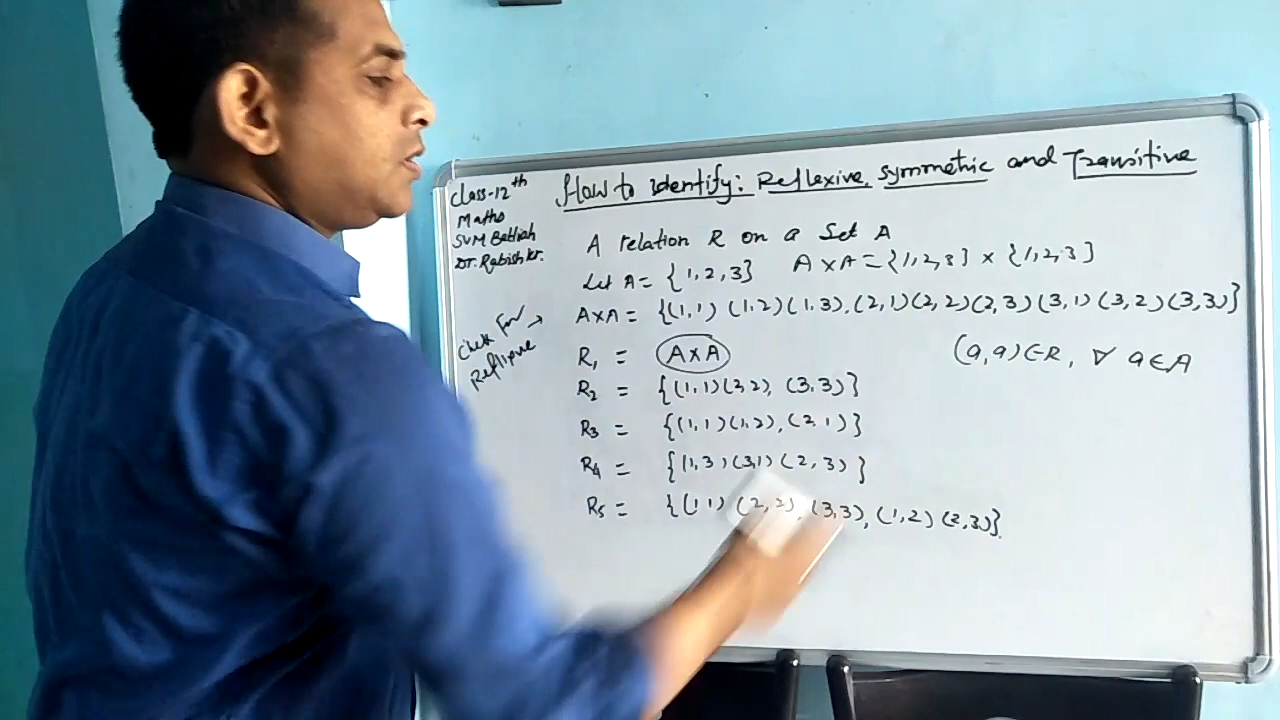 Class-12th
Maths
SVM Bettiah
Dr. Rabish kr.
How to identify: Reflexive, symmetric and Transitive
A relation R on a Set A
Let A = {1,2,3} A x A = {1,2,3} x {1,2,3}
AxA = {(1,1) (1,2)(1,3),(2,1)(2,2)(2,3)(3,1)(3,2)(3,3)}
Check for →
Reflexive
R1 = AxA (a,a)∈R, ∀ a∈A
R2 = {(1,1)(2,2), (3,3)}
R3 = {(1,1)(1,2),(2,1)}
R4 = {(1,3)(3,1)(2,3)}
R5 = {(1,1) (2,2), (3,3), (1,2) (2,3)}.